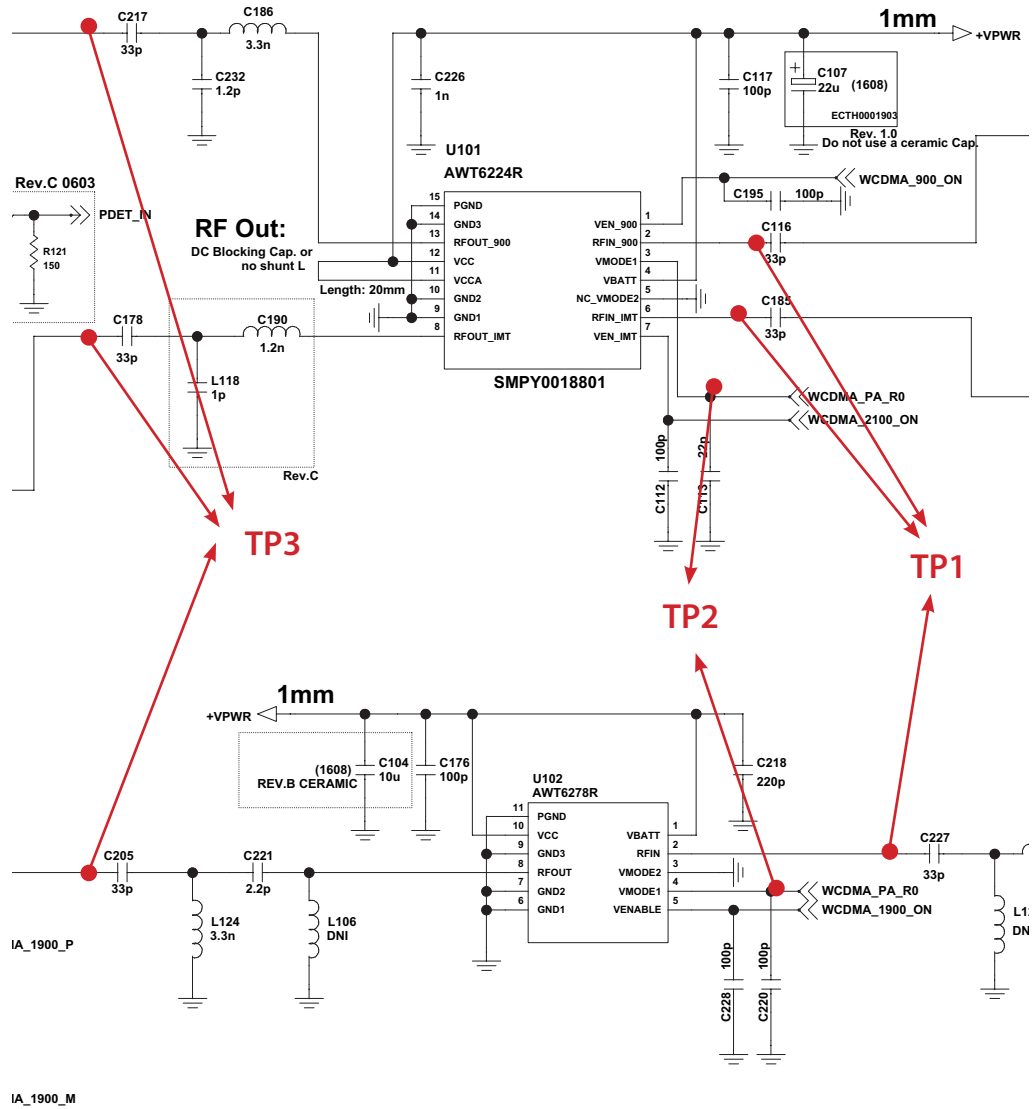 C217
33p
C186
3.3n
C232
1.2p
C226
1n
1mm
+VPWR
C117
100p
+
C107
22u
(1608)
ECTH0001903
Rev. 1.0
Do not use a ceramic Cap.
U101
AWT6224R
Rev.C 0603
PDET_IN
R121
150
RF Out:
DC Blocking Cap. or
no shunt L
Length: 20mm
15
PGND
14
GND3
13
RFOUT_900
12
VCC
11
VCCA
10
GND2
9
GND1
8
RFOUT_IMT
1
VEN_900
2
RFIN_900
3
VMODE1
4
VBATT
5
NC_VMODE2
6
RFIN_IMT
7
VEN_IMT
SMPY0018801
WCDMA_900_ON
C195
100p
C116
33p
C185
33p
WCDMA_PA_R0
WCDMA_2100_ON
100p
C112
22p
C113
C178
33p
C190
1.2n
L118
1p
Rev.C
TP3
TP2
TP1
1mm
+VPWR
(1608)
REV.B CERAMIC
C104
10u
C176
100p
C218
220p
U102
AWT6278R
11
PGND
10
VCC
9
GND3
8
RFOUT
7
GND2
6
GND1
1
VBATT
2
RFIN
3
VMODE2
4
VMODE1
5
VENABLE
C227
33p
WCDMA_PA_R0
WCDMA_1900_ON
100p
C228
100p
C220
C205
33p
C221
2.2p
L124
3.3n
L106
DNI